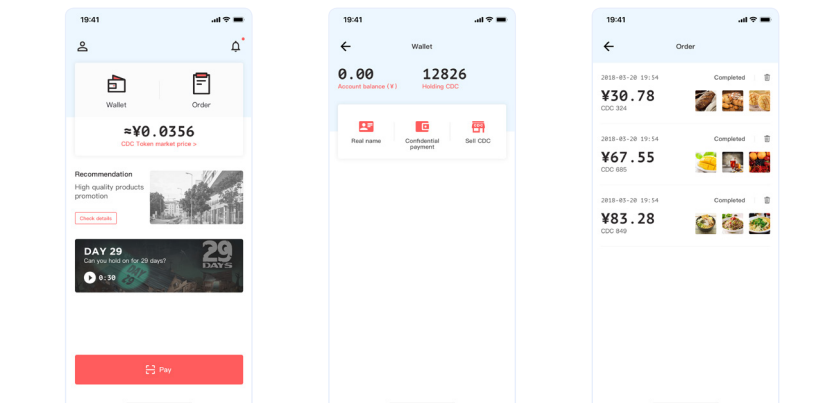 19:41
Wallet
Order
≈¥0.0356
CDC Token market price >
Recommendation
High quality products
promotion
Check details
DAY 29
Can you hold on for 29 days?
0:30
29
DAYS
Pay
19:41
Wallet
0.00
Account balance (¥)
12826
Holding CDC
Real name
Confidential
payment
Sell CDC
19:41
Order
2018-03-20 19:54
Completed
¥30.78
CDC 324
2018-03-20 19:54
Completed
¥67.55
CDC 685
2018-03-20 19:54
Completed
¥83.28
CDC 849